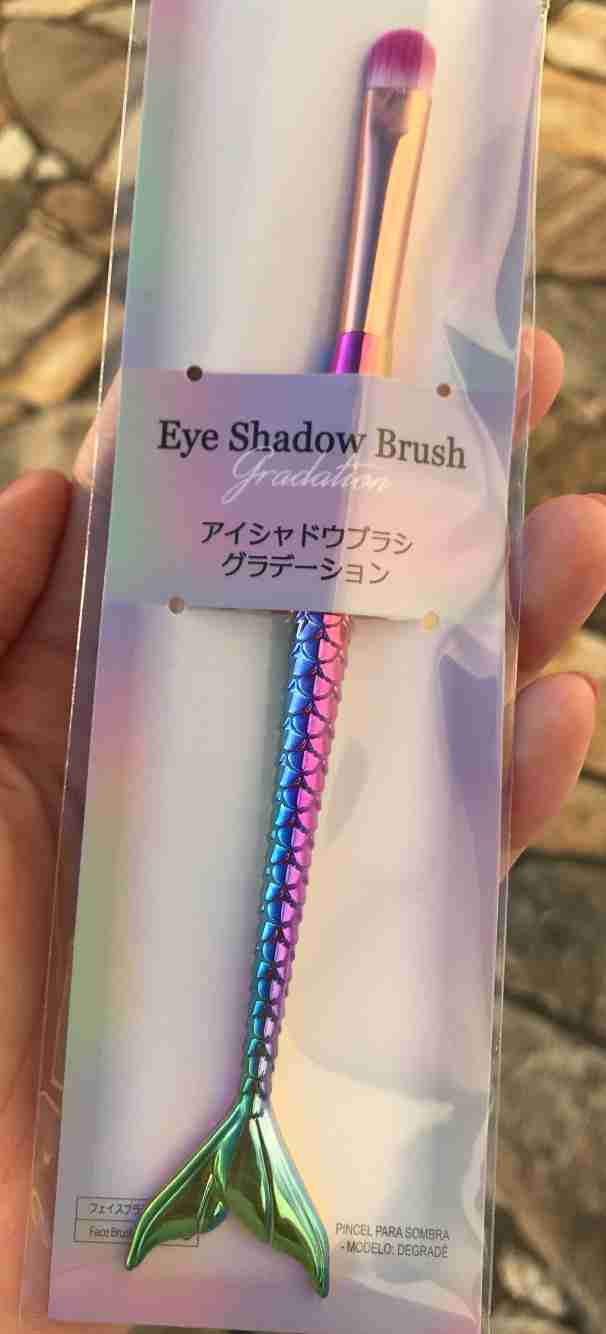 Eye Shadow Brush
Gradation
アイシャドウブラシ
グラデーション
フェイスブラ
Face Brush
PINCEL PARA SOMBRA
- MODELO: DEGRADÊ